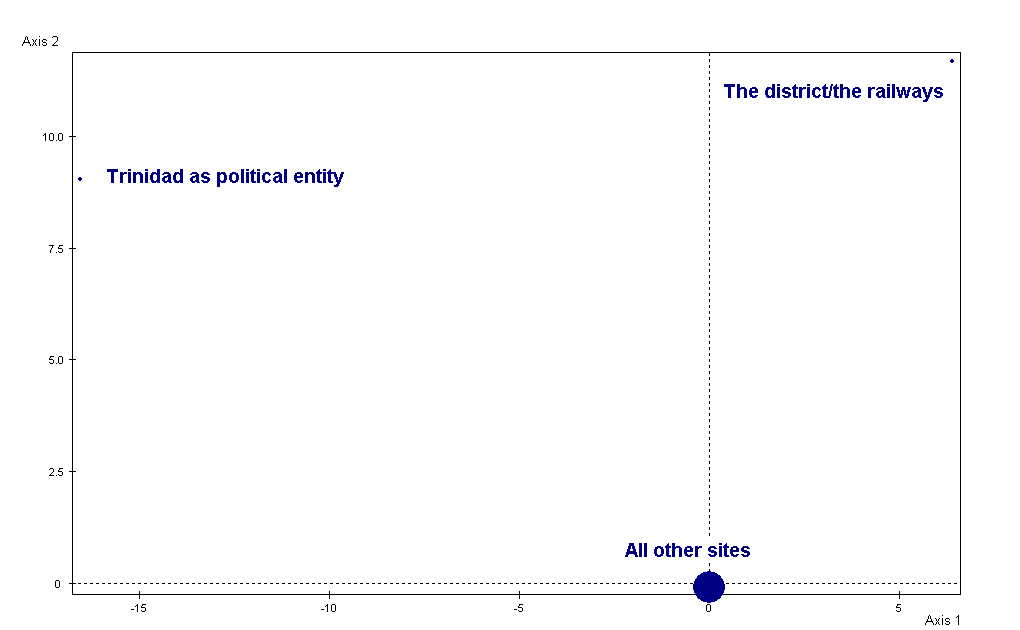 Axis 2
The district/the railways
10.0
Trinidad as political entity
7.5
5.0
2.5
All other sites
0
-15 -10 -5 0 5
Axis 1